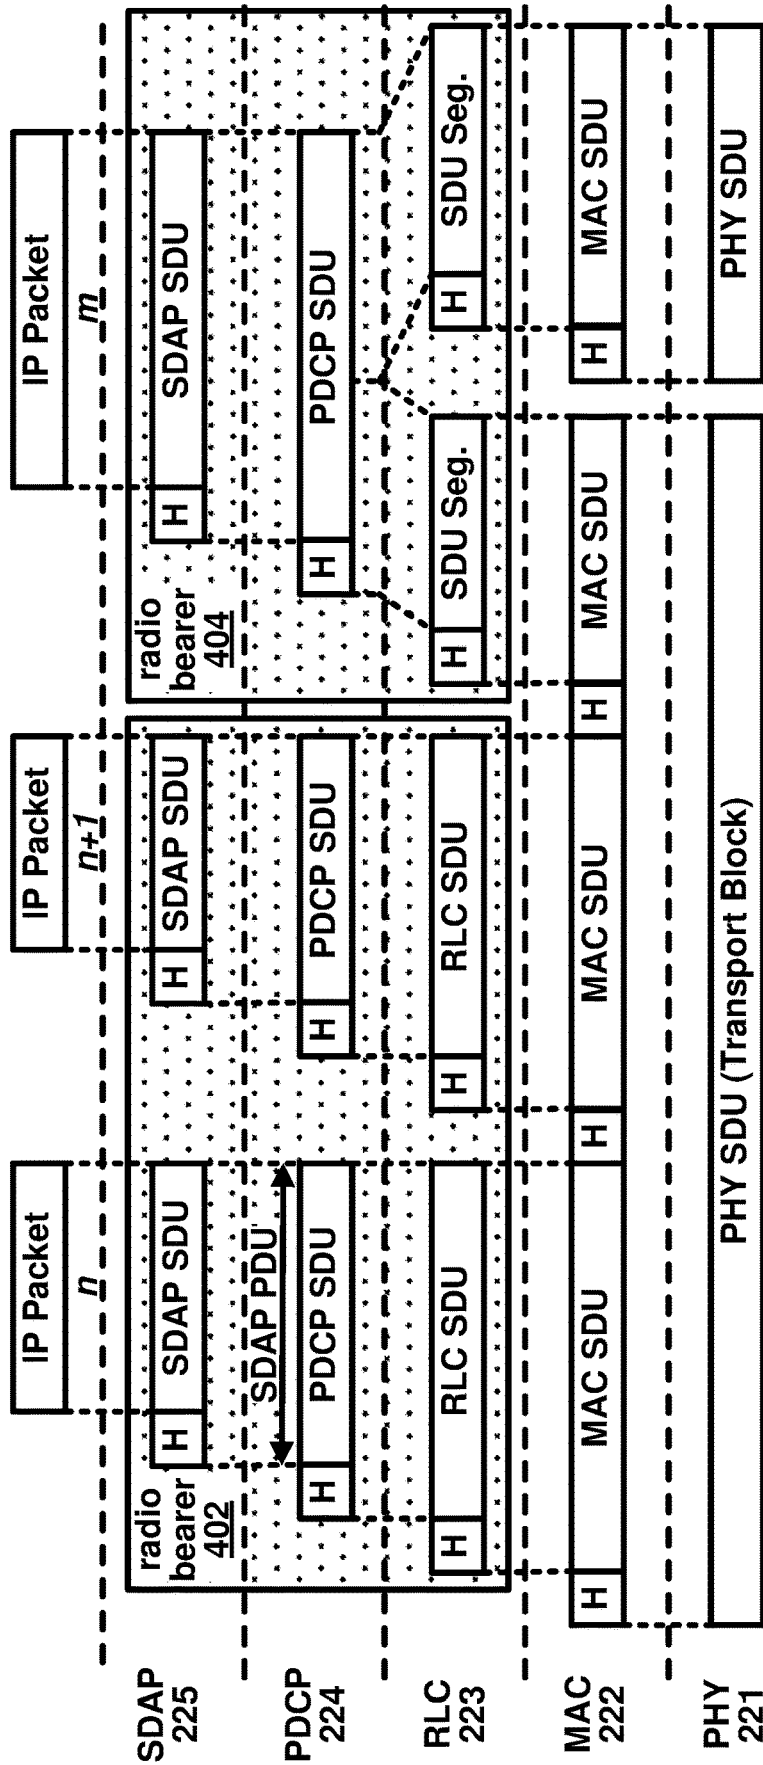 IP Packet
n
IP Packet
n+1
IP Packet
m
SDAP
225
radio
bearer
402
H
SDAP SDU
H
SDAP SDU
radio
bearer
404
H
SDAP SDU
SDAP PDU
PDCP
224
H
PDCP SDU
H
PDCP SDU
H
PDCP SDU
RLC
223
H
RLC SDU
H
RLC SDU
H
SDU Seg.
H
SDU Seg.
MAC
222
H
MAC SDU
H
MAC SDU
H
MAC SDU
H
MAC SDU
PHY
221
PHY SDU (Transport Block)
PHY SDU